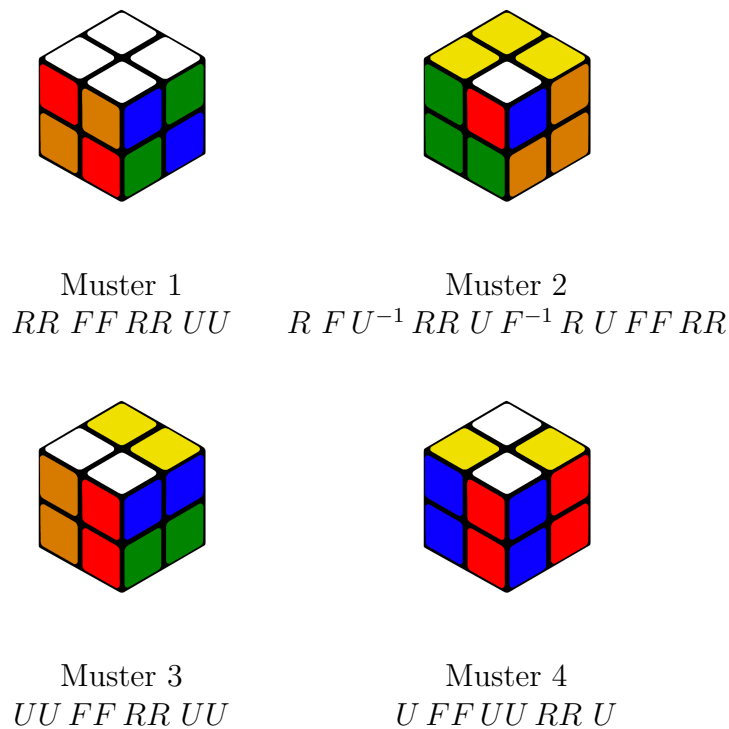 Muster 1
RR FF RR UU
Muster 2
R F U⁻¹ RR U F⁻¹ R U FF RR
Muster 3
UU FF RR UU
Muster 4
U FF UU RR U